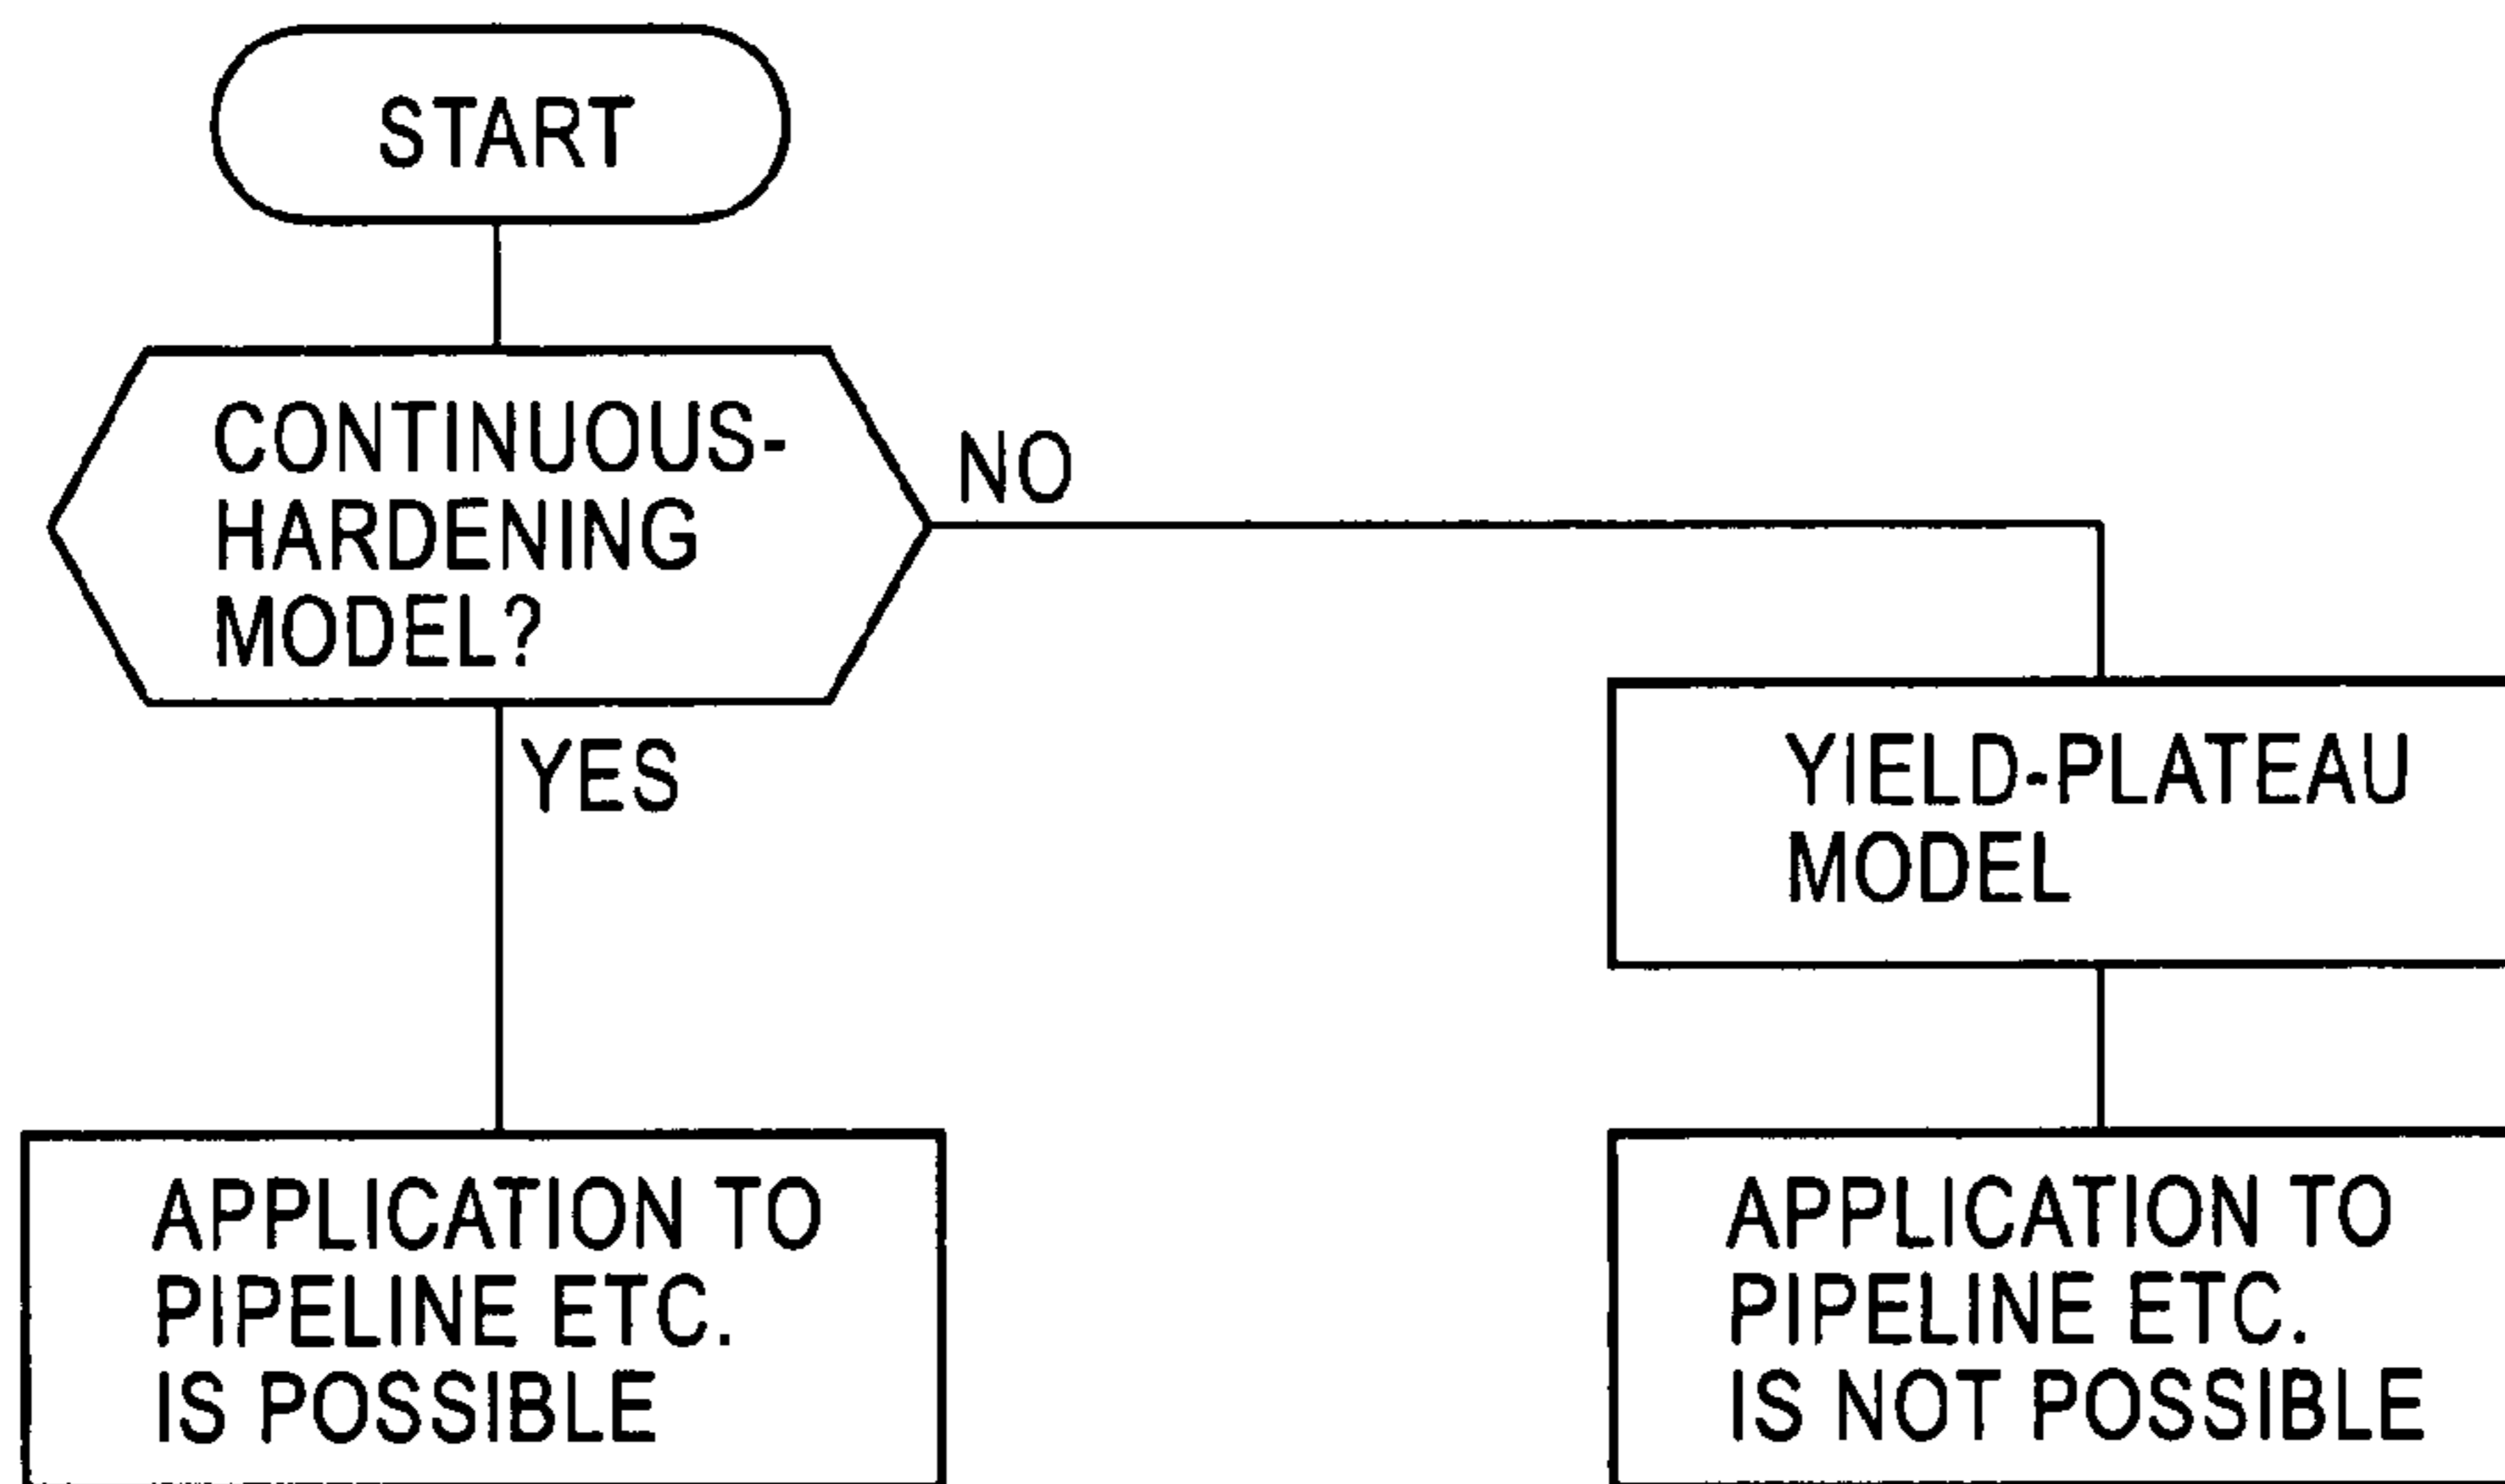 START
CONTINUOUS-
HARDENING
MODEL?
NO
YES
YIELD-PLATEAU
MODEL
APPLICATION TO
PIPELINE ETC.
IS POSSIBLE
APPLICATION TO
PIPELINE ETC.
IS NOT POSSIBLE